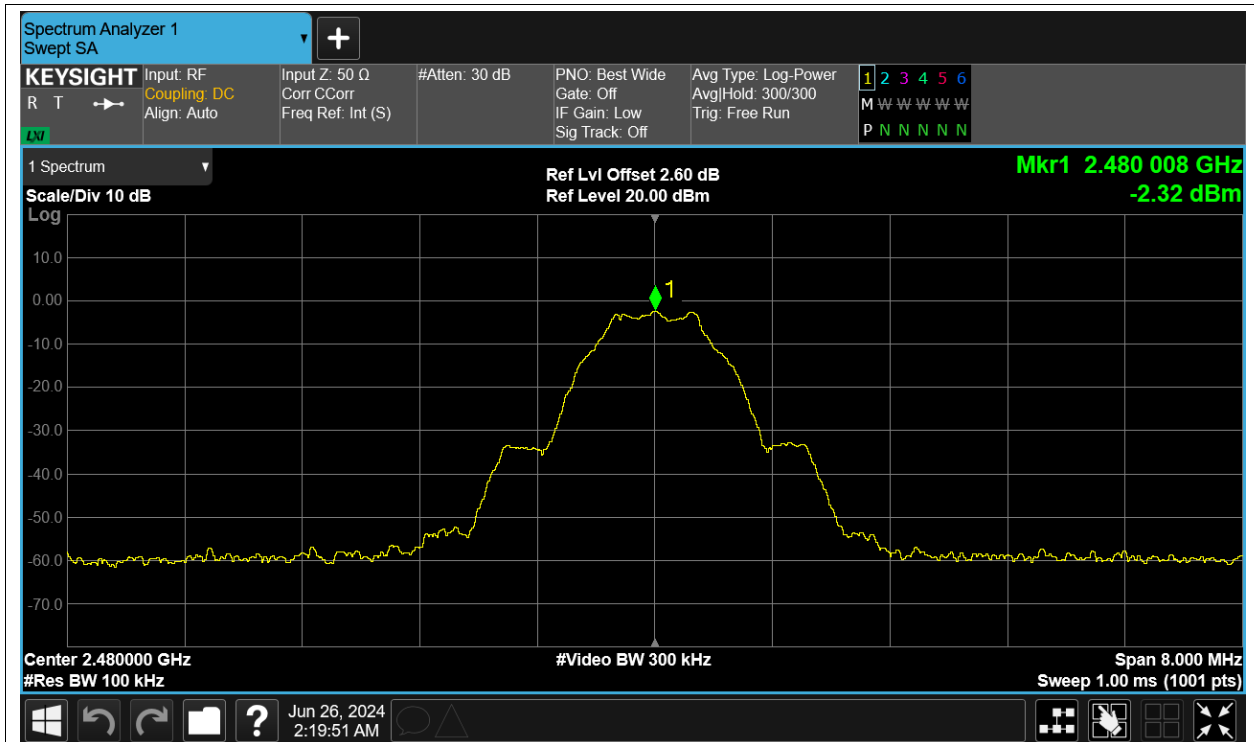 Spectrum Analyzer 1
Swept SA
KEYSIGHT
R T
LXI
Input: RF
Coupling: DC
Align: Auto
Input Z: 50 Ω
Corr CCorr
Freq Ref: Int (S)
#Atten: 30 dB
PNO: Best Wide
Gate: Off
IF Gain: Low
Sig Track: Off
Avg Type: Log-Power
Avg|Hold: 300/300
Trig: Free Run
1 2 3 4 5 6
M W W W W W
P N N N N N
1 Spectrum
Scale/Div 10 dB
Log
Ref Lvl Offset 2.60 dB
Ref Level 20.00 dBm
Mkr1 2.480 008 GHz
-2.32 dBm
1
10.0
0.00
-10.0
-20.0
-30.0
-40.0
-50.0
-60.0
-70.0
Center 2.480000 GHz
#Video BW 300 kHz
Span 8.000 MHz
#Res BW 100 kHz
Sweep 1.00 ms (1001 pts)
?
Jun 26, 2024
2:19:51 AM